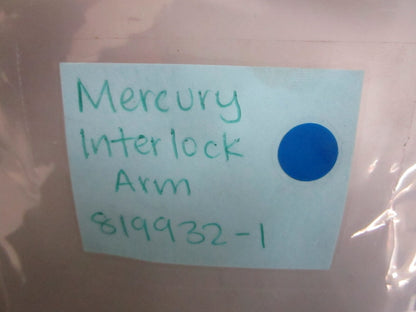 Mercury
Interlock
Arm
819932-1